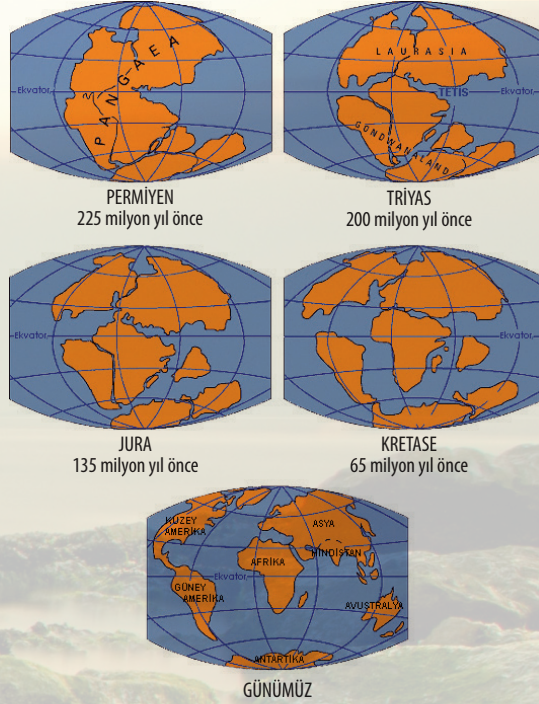 PANGAEA
Ekvator
PERMİYEN
225 milyon yıl önce
LAURASIA
TETİS
Ekvator
GONDWANALAND
TRİYAS
200 milyon yıl önce
Ekvator
JURA
135 milyon yıl önce
Ekvator
KRETASE
65 milyon yıl önce
KUZEY
AMERİKA
ASYA
HİNDİSTAN
AFRİKA
Ekvator
GÜNEY
AMERİKA
AVUSTRALYA
ANTARTİKA
GÜNÜMÜZ